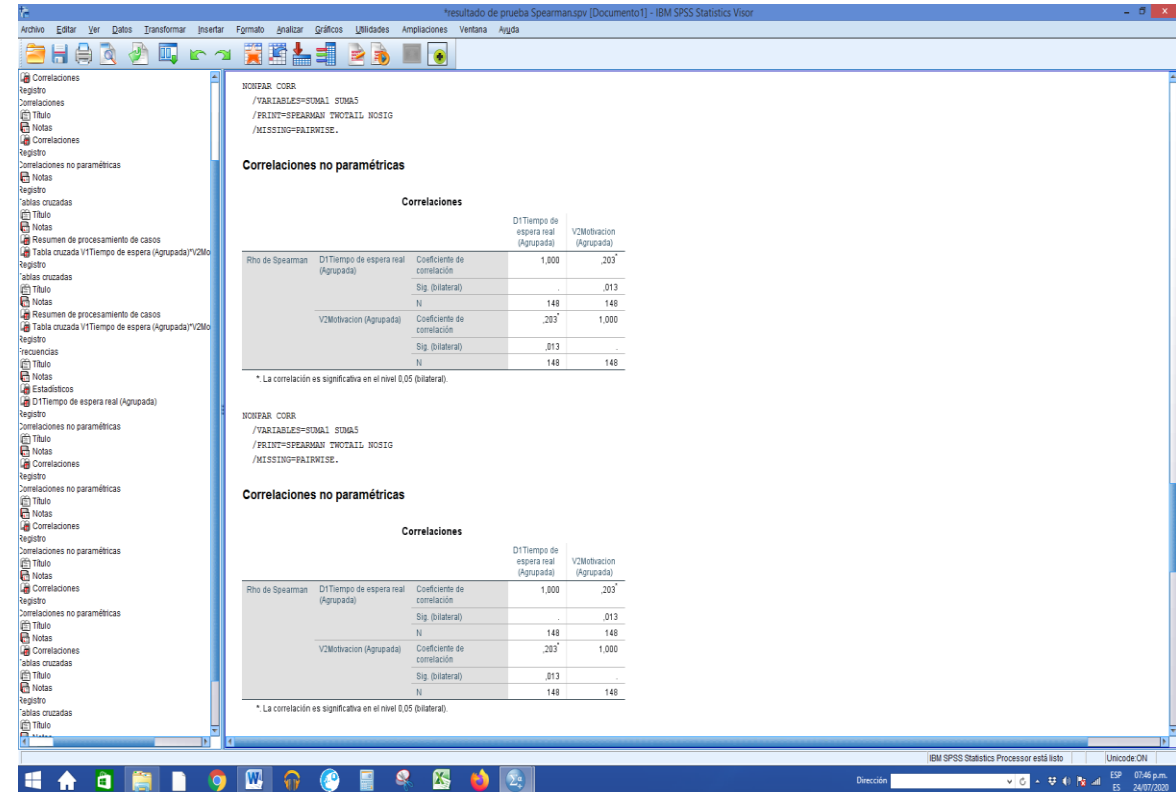 *resultado de prueba Spearman.spv [Documento1] - IBM SPSS Statistics Visor
Archivo Editar Ver Datos Transformar Insertar Formato Analizar Gráficos Utilidades Ampliaciones Ventana Ayuda
Correlaciones
Registro
Correlaciones
Título
Notas
Correlaciones
Registro
Correlaciones no paramétricas
Notas
Registro
Tablas cruzadas
Título
Notas
Resumen de procesamiento de casos
Tabla cruzada V1Tiempo de espera (Agrupada)*V2Mo
Registro
Tablas cruzadas
Título
Notas
Resumen de procesamiento de casos
Tabla cruzada V1Tiempo de espera (Agrupada)*V2Mo
Registro
Frecuencias
Título
Notas
Estadísticos
D1Tiempo de espera real (Agrupada)
Registro
Correlaciones no paramétricas
Título
Notas
Correlaciones
Registro
Correlaciones no paramétricas
Título
Notas
Correlaciones
Registro
Correlaciones no paramétricas
Título
Notas
Correlaciones
Registro
Correlaciones no paramétricas
Título
Notas
Correlaciones
Tablas cruzadas
Título
Notas
Registro
Tablas cruzadas
Título
NONPAR CORR
/VARIABLES=SUMA1 SUMA5
/PRINT=SPEARMAN TWOTAIL NOSIG
/MISSING=PAIRWISE.
Correlaciones no paramétricas
Correlaciones
D1Tiempo de espera real (Agrupada) V2Motivacion (Agrupada)
Rho de Spearman D1Tiempo de espera real (Agrupada) Coeficiente de correlación 1,000 ,203*
Sig. (bilateral) . ,013
N 148 148
V2Motivacion (Agrupada) Coeficiente de correlación ,203* 1,000
Sig. (bilateral) ,013 .
N 148 148
*. La correlación es significativa en el nivel 0,05 (bilateral).
NONPAR CORR
/VARIABLES=SUMA1 SUMA5
/PRINT=SPEARMAN TWOTAIL NOSIG
/MISSING=PAIRWISE.
Correlaciones no paramétricas
Correlaciones
D1Tiempo de espera real (Agrupada) V2Motivacion (Agrupada)
Rho de Spearman D1Tiempo de espera real (Agrupada) Coeficiente de correlación 1,000 ,203*
Sig. (bilateral) . ,013
N 148 148
V2Motivacion (Agrupada) Coeficiente de correlación ,203* 1,000
Sig. (bilateral) ,013 .
N 148 148
*. La correlación es significativa en el nivel 0,05 (bilateral).
IBM SPSS Statistics Processor está listo Unicode:ON
Dirección
ESP 07:46 p.m.
ES 24/07/2020